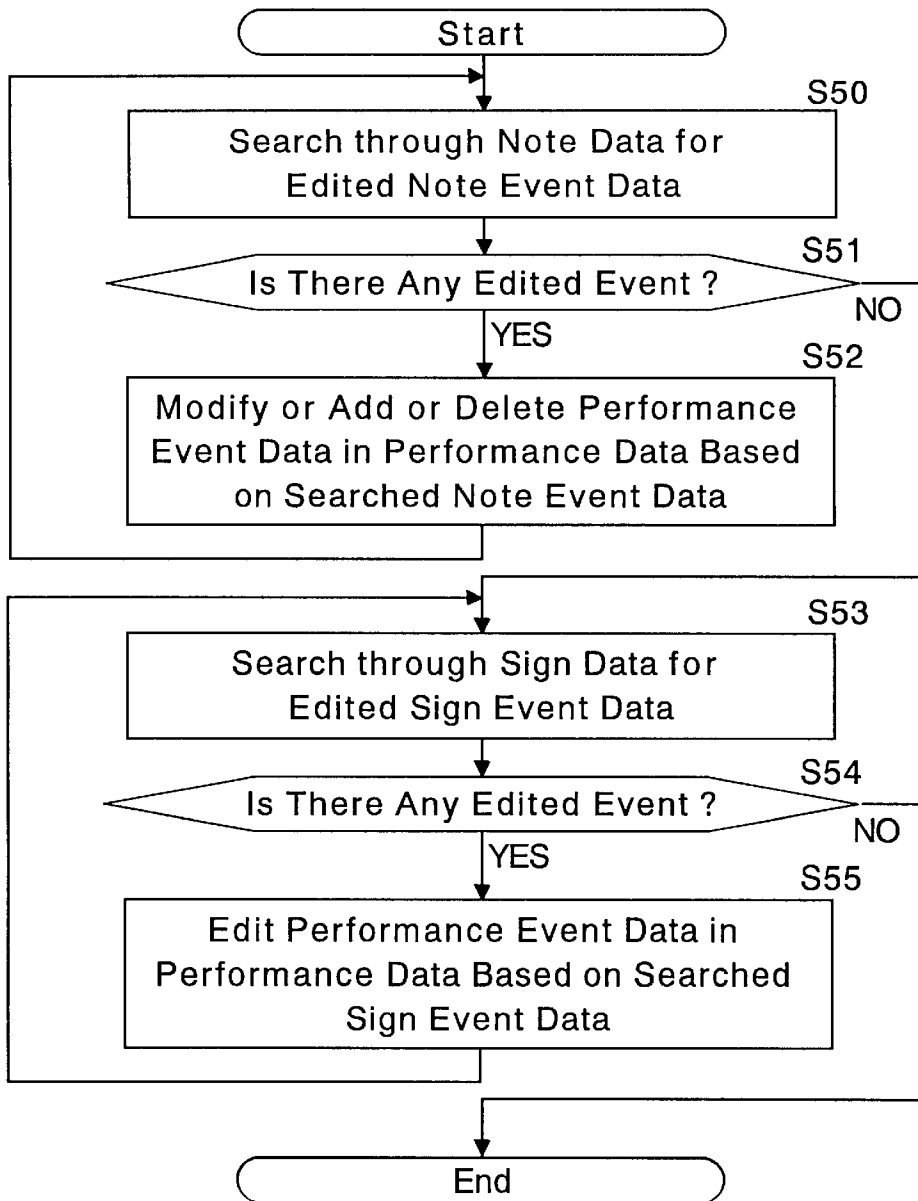 Start
S50
Search through Note Data for
Edited Note Event Data
S51
Is There Any Edited Event ?
NO
YES
S52
Modify or Add or Delete Performance
Event Data in Performance Data Based
on Searched Note Event Data
S53
Search through Sign Data for
Edited Sign Event Data
S54
Is There Any Edited Event ?
NO
YES
S55
Edit Performance Event Data in
Performance Data Based on Searched
Sign Event Data
End